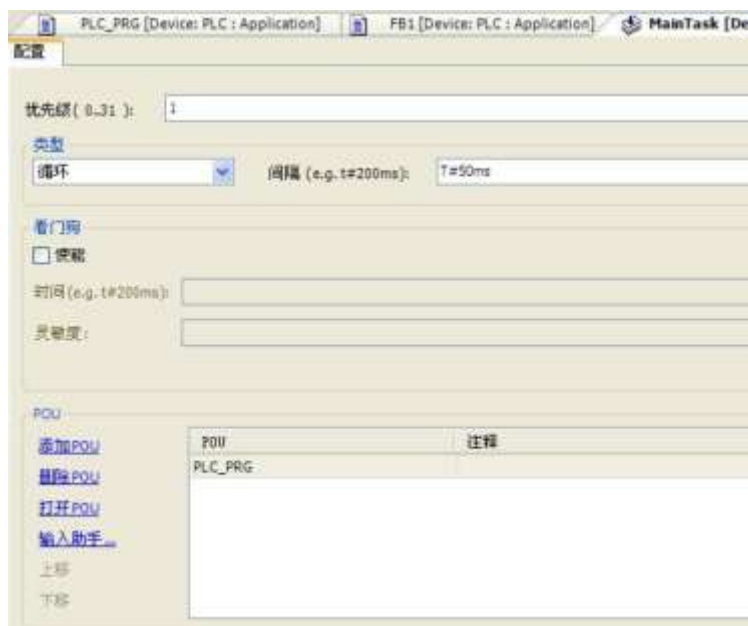 PLC_PRG [Device: PLC : Application] FB1 [Device: PLC : Application] MainTask [De
配置
优先级( 0..31 ): 1
类型
循环 间隔 (e.g. t#200ms): T#50ms
看门狗
使能
时间(e.g. t#200ms):
灵敏度:
POU
添加POU POU 注释
删除POU PLC_PRG
打开POU
输入助手...
上移
下移